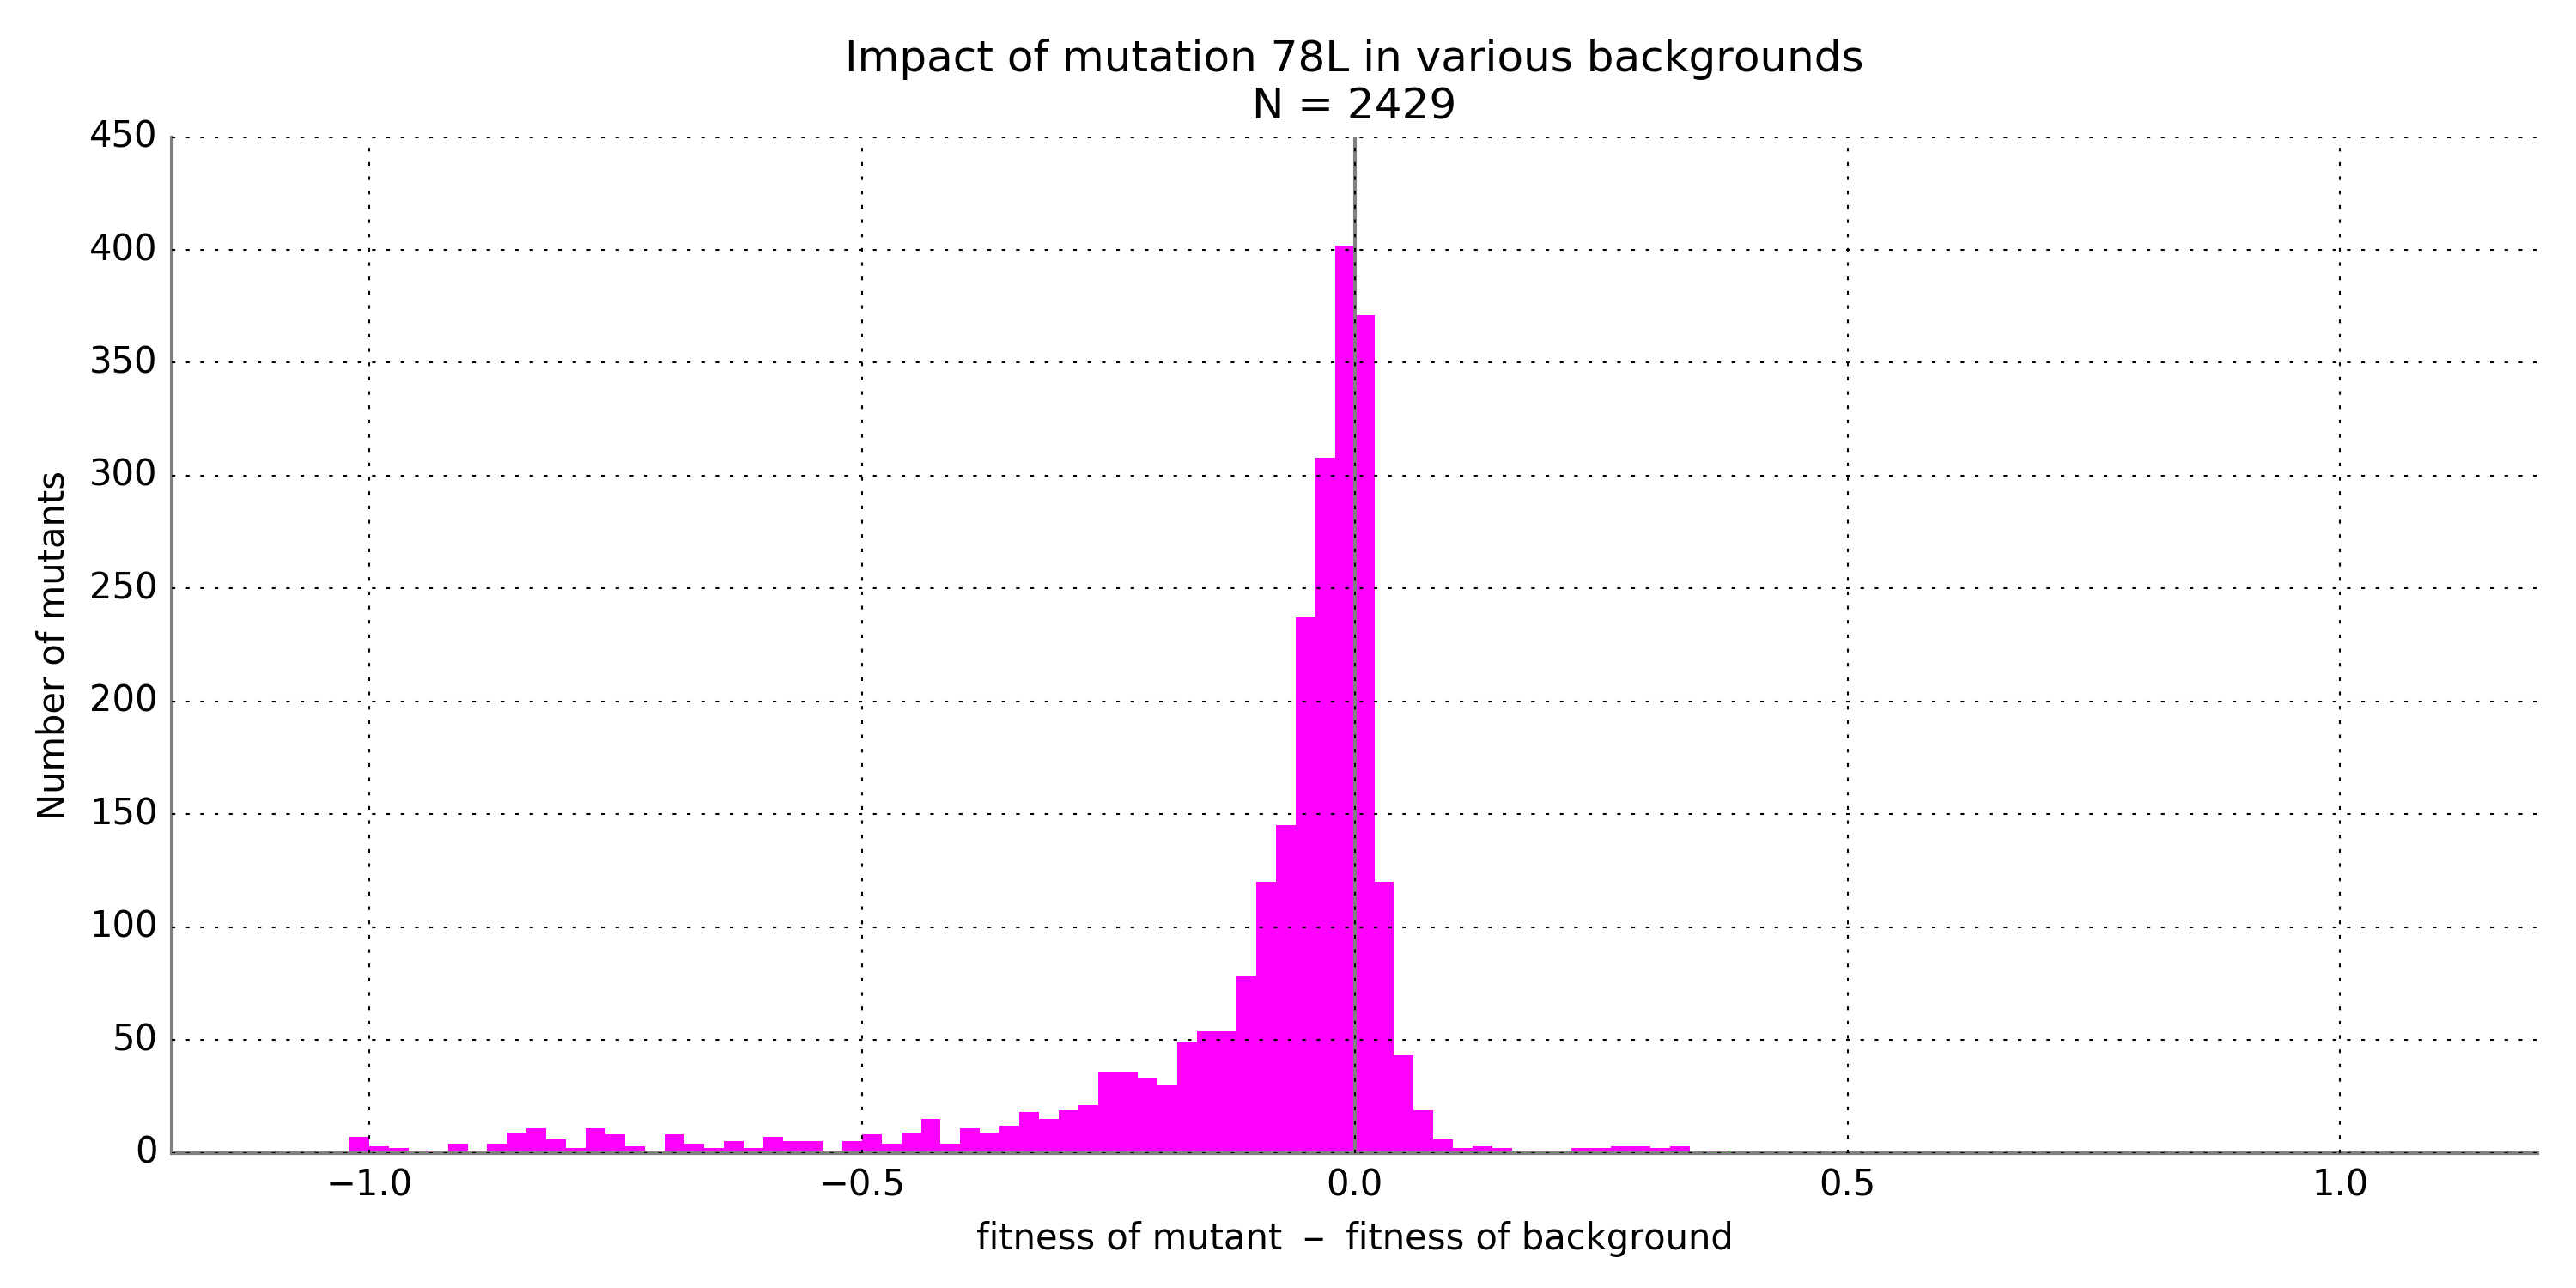 Impact of mutation 78L in various backgrounds
N = 2429
450
400
350
300
250
200
150
100
50
0
Number of mutants
−1.0 −0.5 0.0 0.5 1.0
fitness of mutant − fitness of background